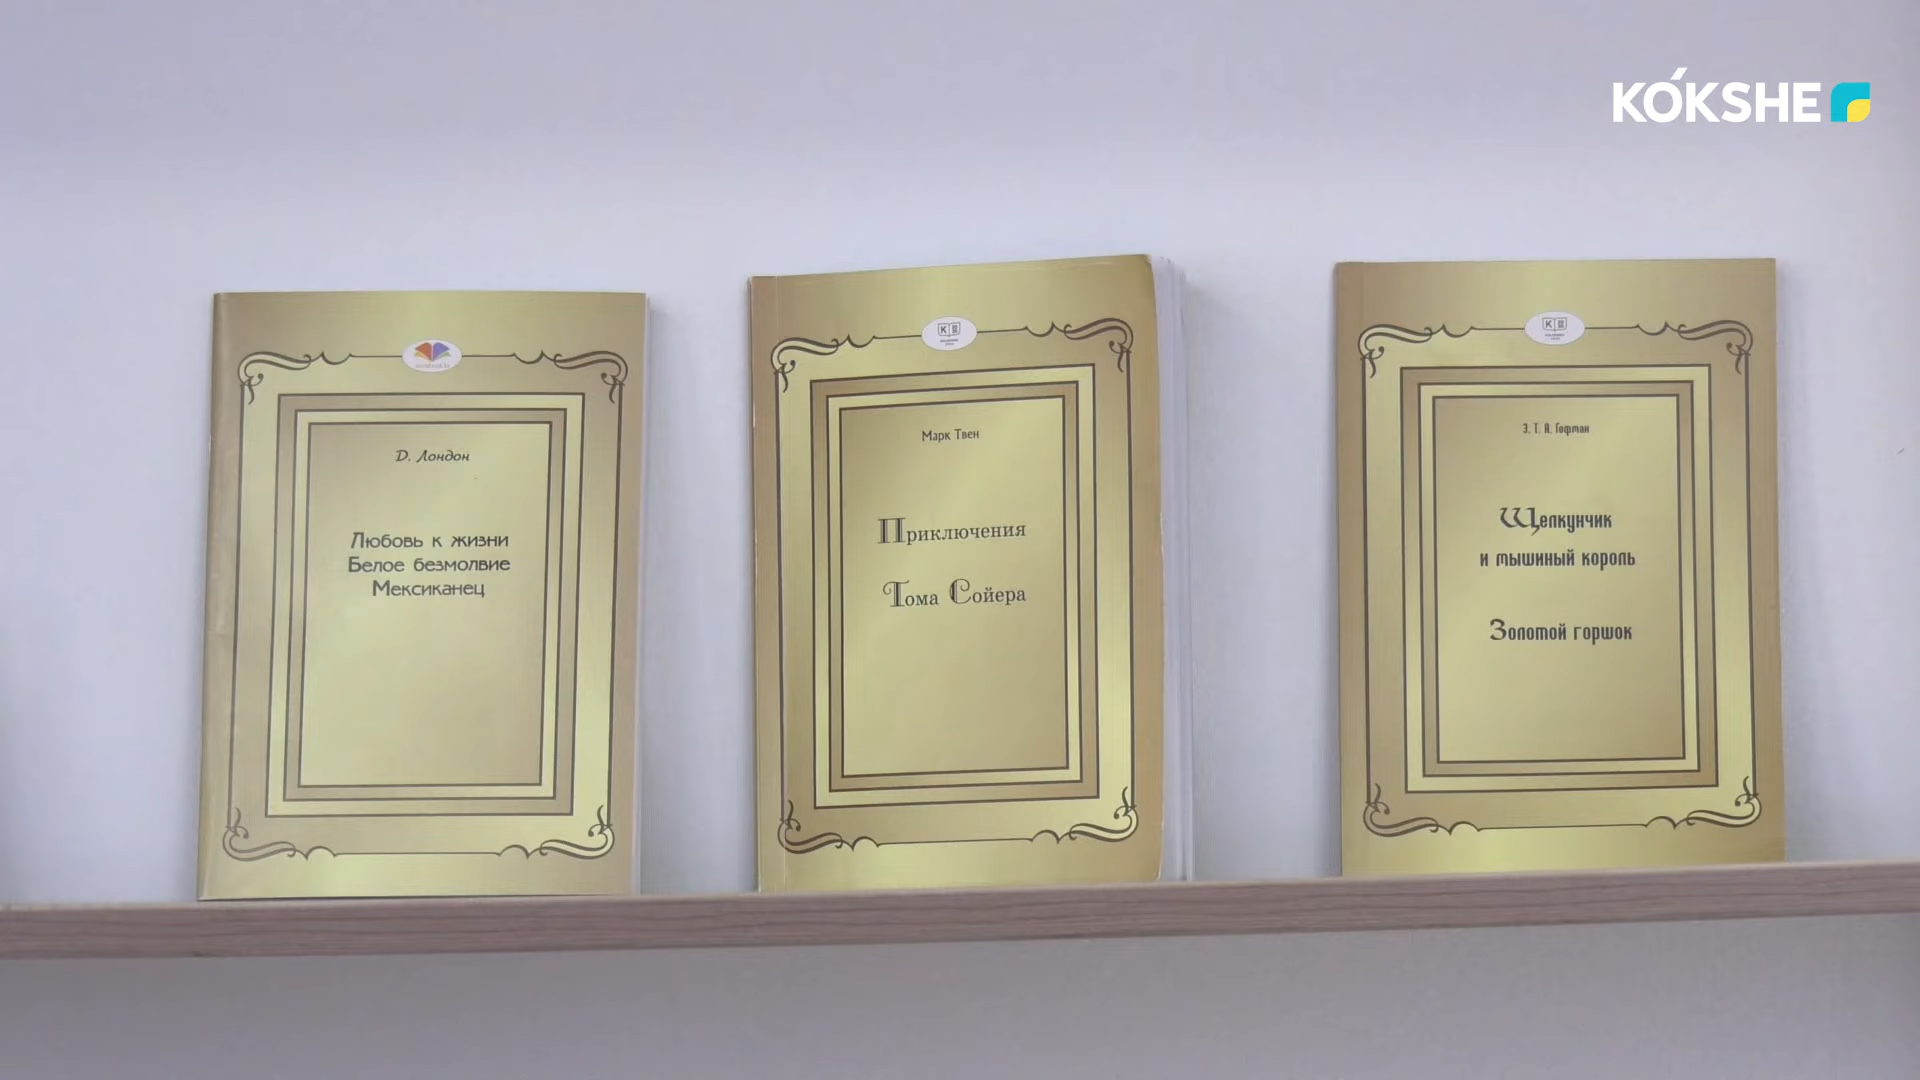 KÓKSHE
Д. Лондон
Любовь к жизни
Белое безмолвие
Мексиканец
Марк Твен
Приключения
Тома Сойера
Э. Т. А. Гофман
Щелкунчик
и мышиный король
Золотой горшок